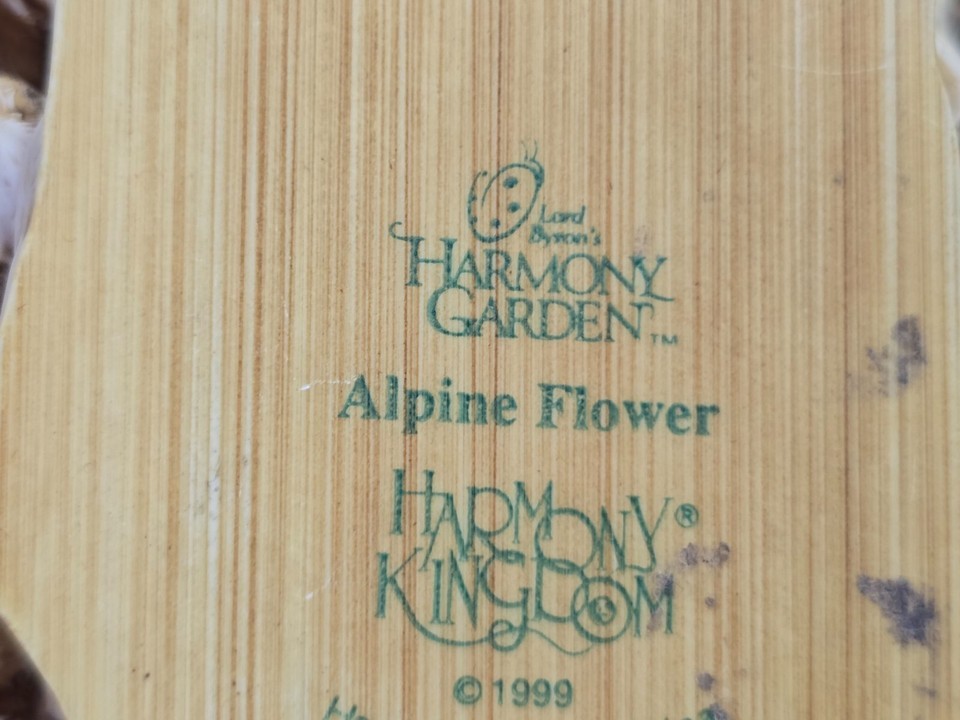 Lord
Byron's
HARMONY
GARDEN™
Alpine Flower
HARMONY®
KINGDOM
© 1999